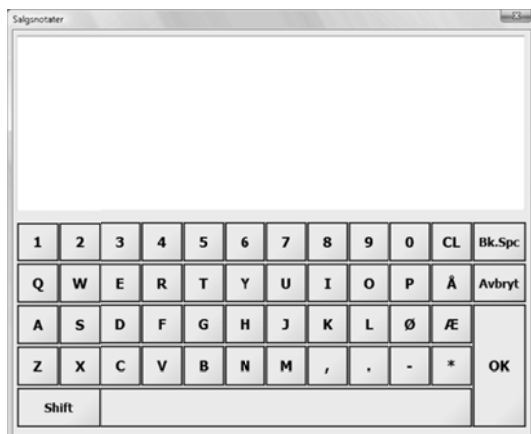 Salgsnotater
1 2 3 4 5 6 7 8 9 0 CL Bk.Spc
Q W E R T Y U I O P Å Avbryt
A S D F G H J K L Ø Æ
Z X C V B N M , . - * OK
Shift